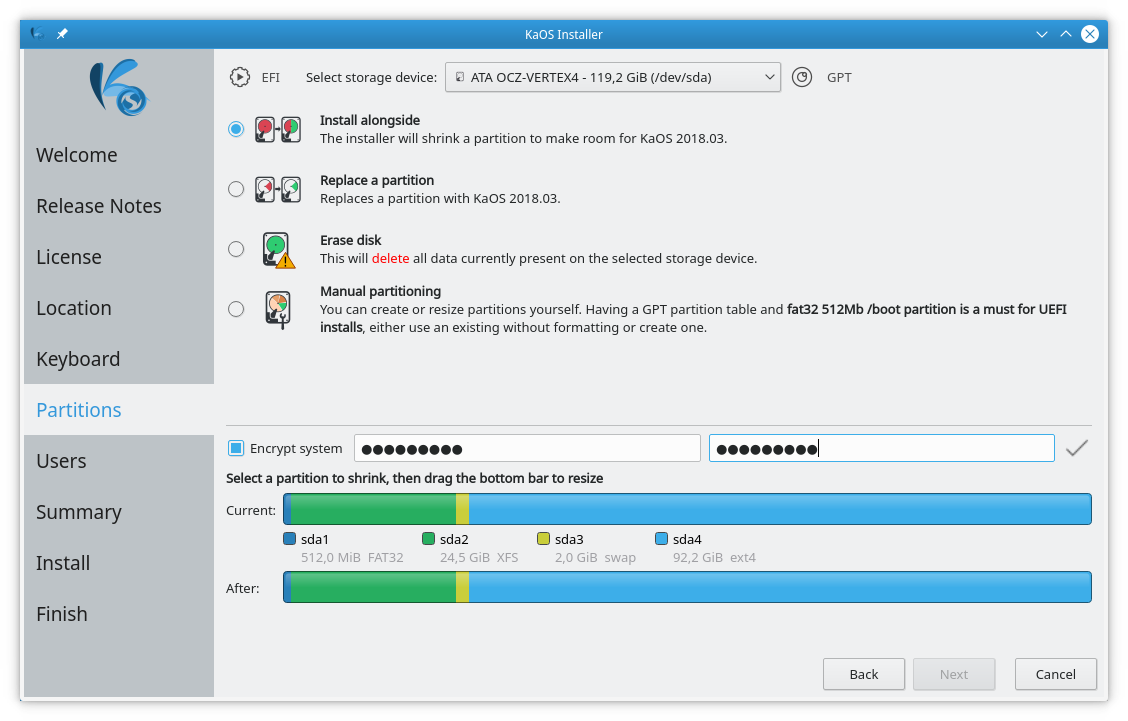 KaOS Installer
EFI Select storage device: ATA OCZ-VERTEX4 - 119,2 GiB (/dev/sda) GPT
Install alongside
The installer will shrink a partition to make room for KaOS 2018.03.
Replace a partition
Replaces a partition with KaOS 2018.03.
Erase disk
This will delete all data currently present on the selected storage device.
Manual partitioning
You can create or resize partitions yourself. Having a GPT partition table and fat32 512Mb /boot partition is a must for UEFI
installs, either use an existing without formatting or create one.
Welcome
Release Notes
License
Location
Keyboard
Partitions
Users
Summary
Install
Finish
Encrypt system ●●●●●●●●● ●●●●●●●●●
Select a partition to shrink, then drag the bottom bar to resize
Current:
sda1 sda2 sda3 sda4
512,0 MiB FAT32 24,5 GiB XFS 2,0 GiB swap 92,2 GiB ext4
After:
Back Next Cancel